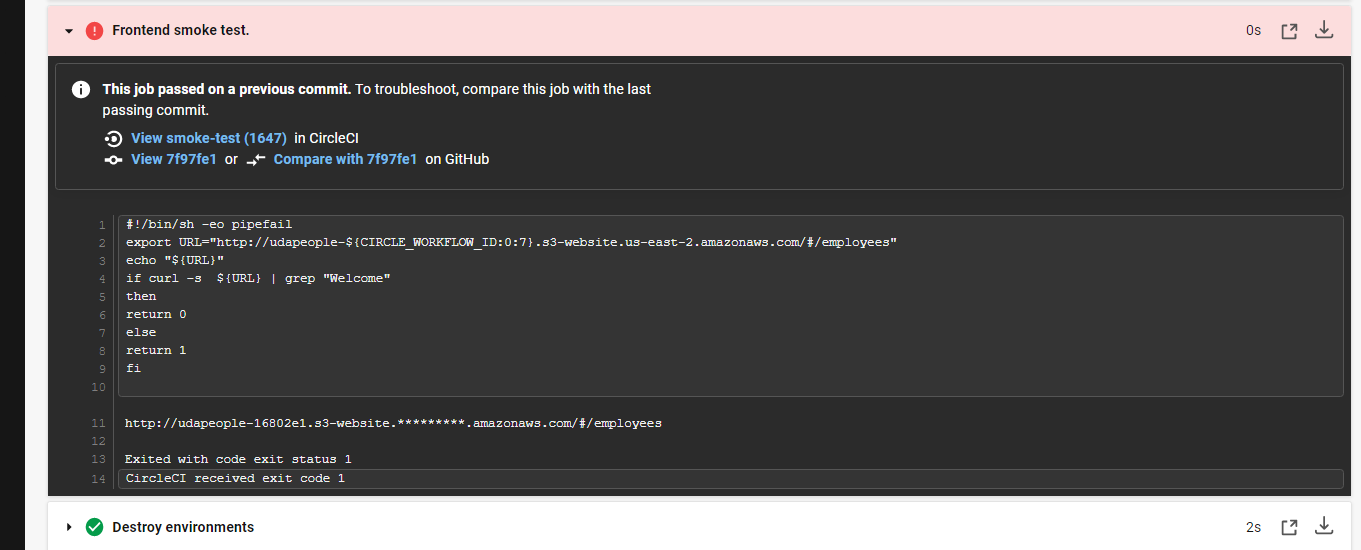 Frontend smoke test.
0s
This job passed on a previous commit. To troubleshoot, compare this job with the last
passing commit.
View smoke-test (1647) in CircleCI
View 7f97fe1 or Compare with 7f97fe1 on GitHub
1 #!/bin/sh -eo pipefail
2 export URL="http://udapeople-${CIRCLE_WORKFLOW_ID:0:7}.s3-website.us-east-2.amazonaws.com/#/employees"
3 echo "${URL}"
4 if curl -s  ${URL} | grep "Welcome"
5 then
6 return 0
7 else
8 return 1
9 fi
10
11 http://udapeople-16802e1.s3-website.*********.amazonaws.com/#/employees
12
13 Exited with code exit status 1
14 CircleCI received exit code 1
Destroy environments
2s